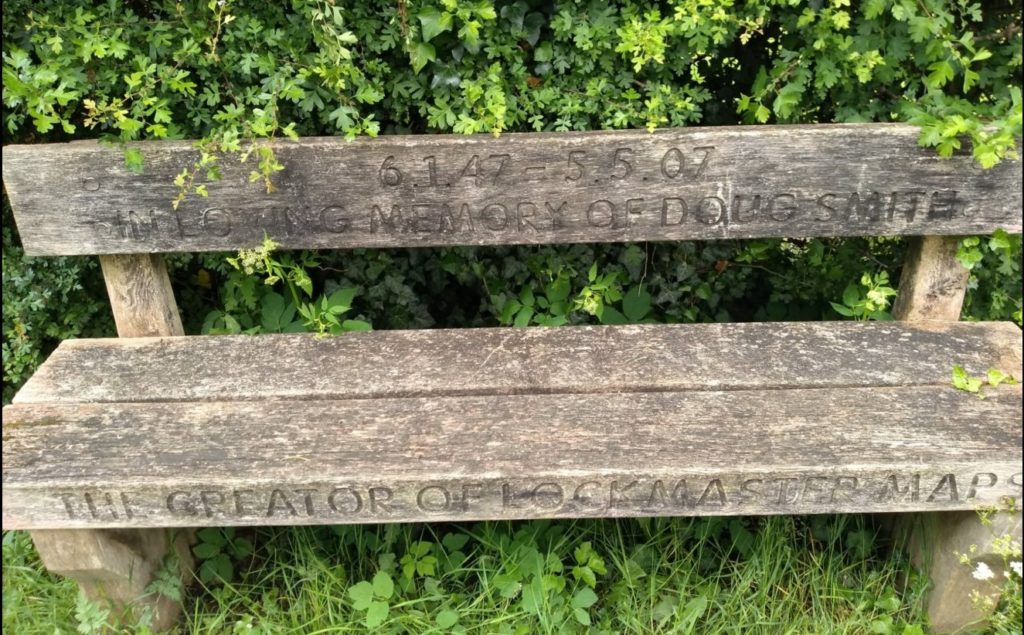 6.1.47 - 5.5.07
IN LOVING MEMORY OF DOUG SMITH
THE CREATOR OF LOCKMASTER MAPS